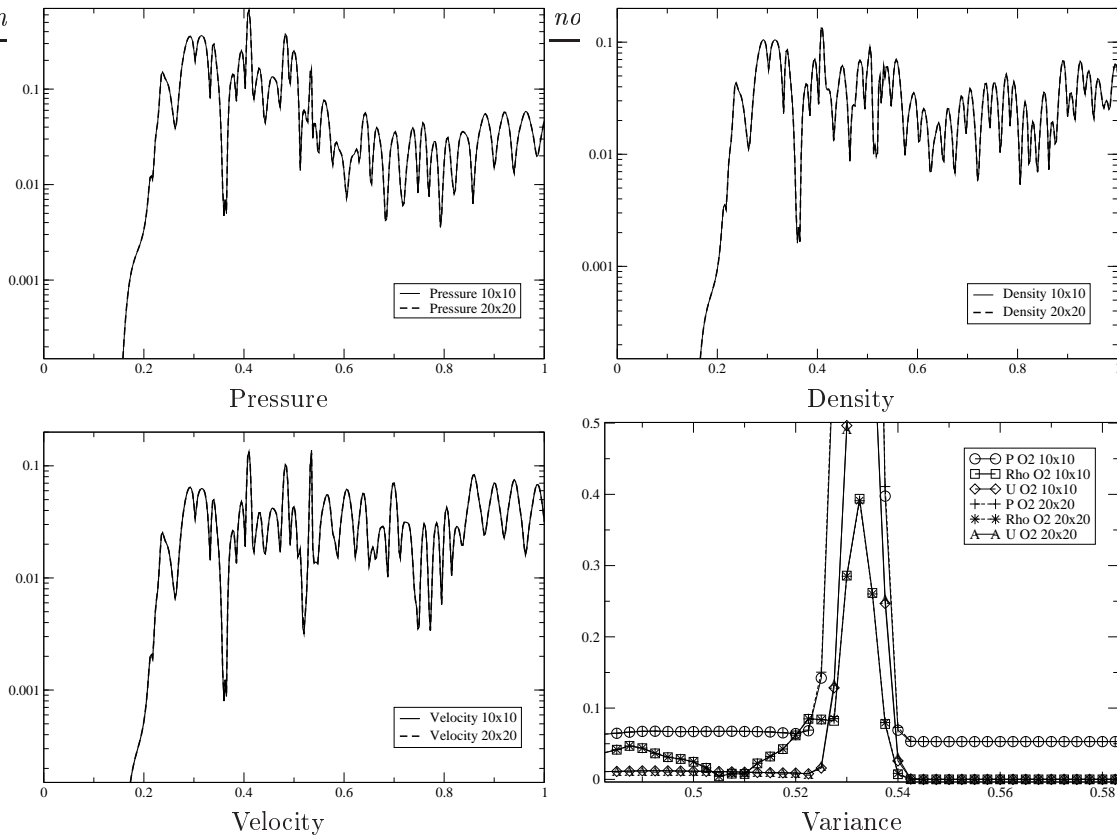 n
no
0.1
0.01
0.001
0 0.2 0.4 0.6 0.8 1
Pressure 10x10
Pressure 20x20
Pressure
0.1
0.01
0.001
0 0.2 0.4 0.6 0.8
Density 10x10
Density 20x20
Density
0.1
0.01
0.001
0 0.2 0.4 0.6 0.8 1
Velocity 10x10
Velocity 20x20
Velocity
0.5
0.4
0.3
0.2
0.1
0
0.5 0.52 0.54 0.56 0.58
P O2 10x10
Rho O2 10x10
U O2 10x10
P O2 20x20
Rho O2 20x20
U O2 20x20
Variance